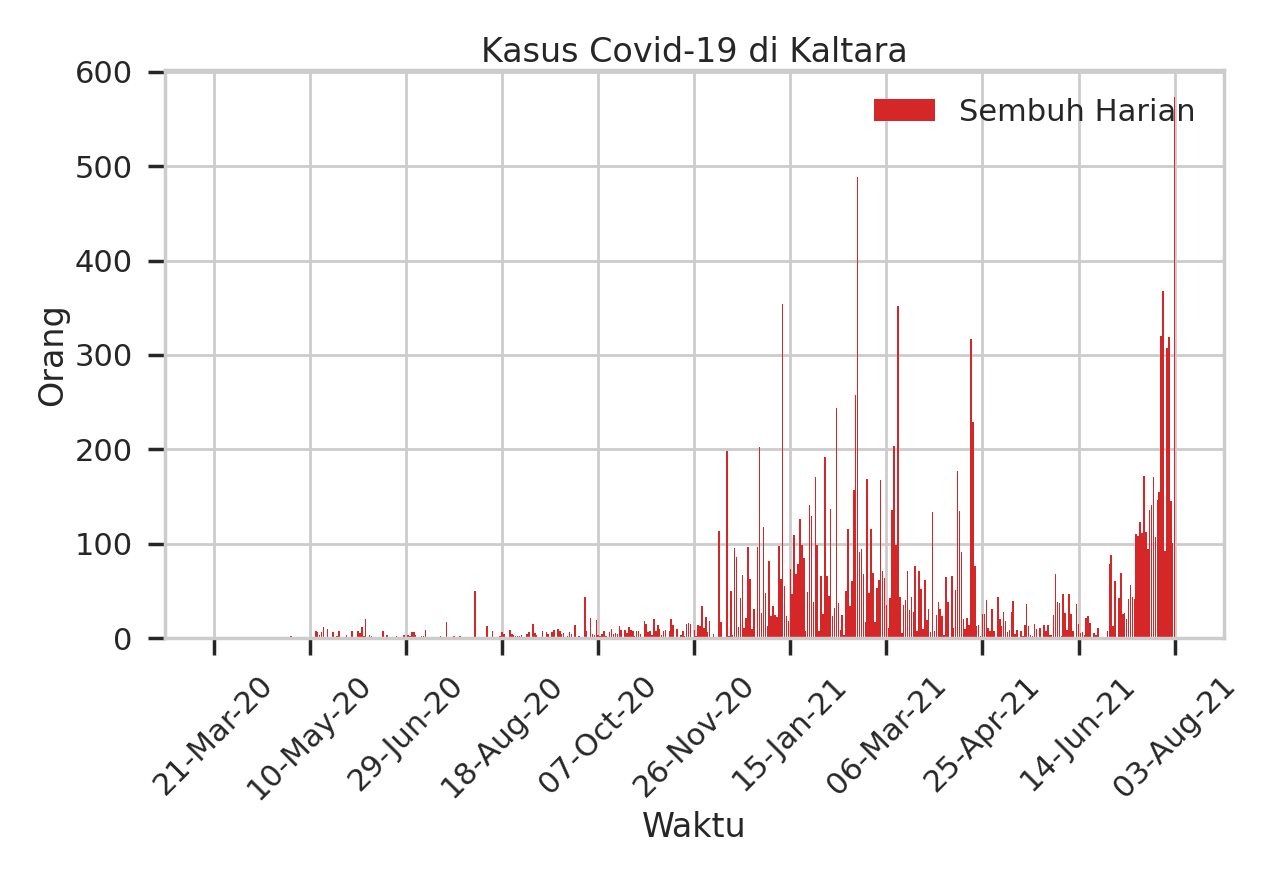 Kasus Covid-19 di Kaltara
Sembuh Harian
600
500
400
300
200
100
0
Orang
21-Mar-20
10-May-20
29-Jun-20
18-Aug-20
07-Oct-20
26-Nov-20
15-Jan-21
06-Mar-21
25-Apr-21
14-Jun-21
03-Aug-21
Waktu